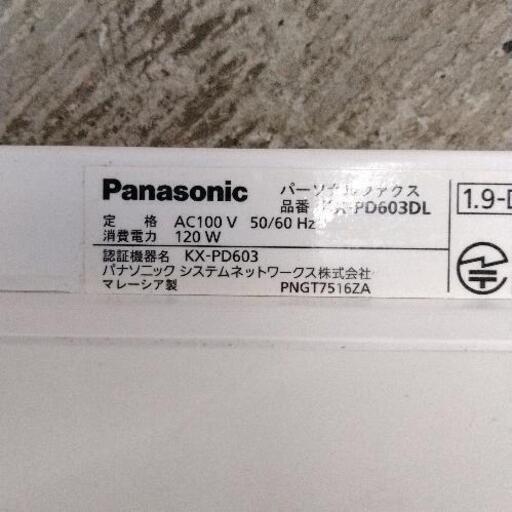 Panasonic パーソナルファクス
品番 KX-PD603DL
定 格 AC100 V 50/60 Hz
消費電力 120 W
認証機器名 KX-PD603
パナソニック システムネットワークス株式会社
マレーシア製 PNGT7516ZA
1.9-D